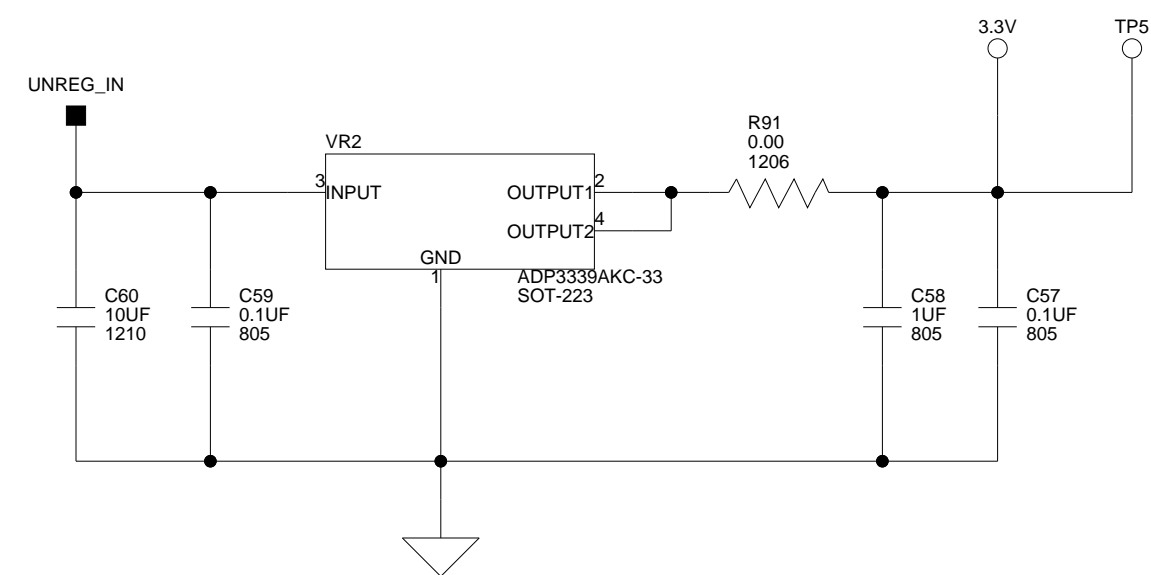 3.3V
TP5
UNREG_IN
R91
0.00
1206
VR2
3
INPUT
OUTPUT1
2
OUTPUT2
4
GND
1
ADP3339AKC-33
SOT-223
C60
10UF
1210
C59
0.1UF
805
C58
1UF
805
C57
0.1UF
805